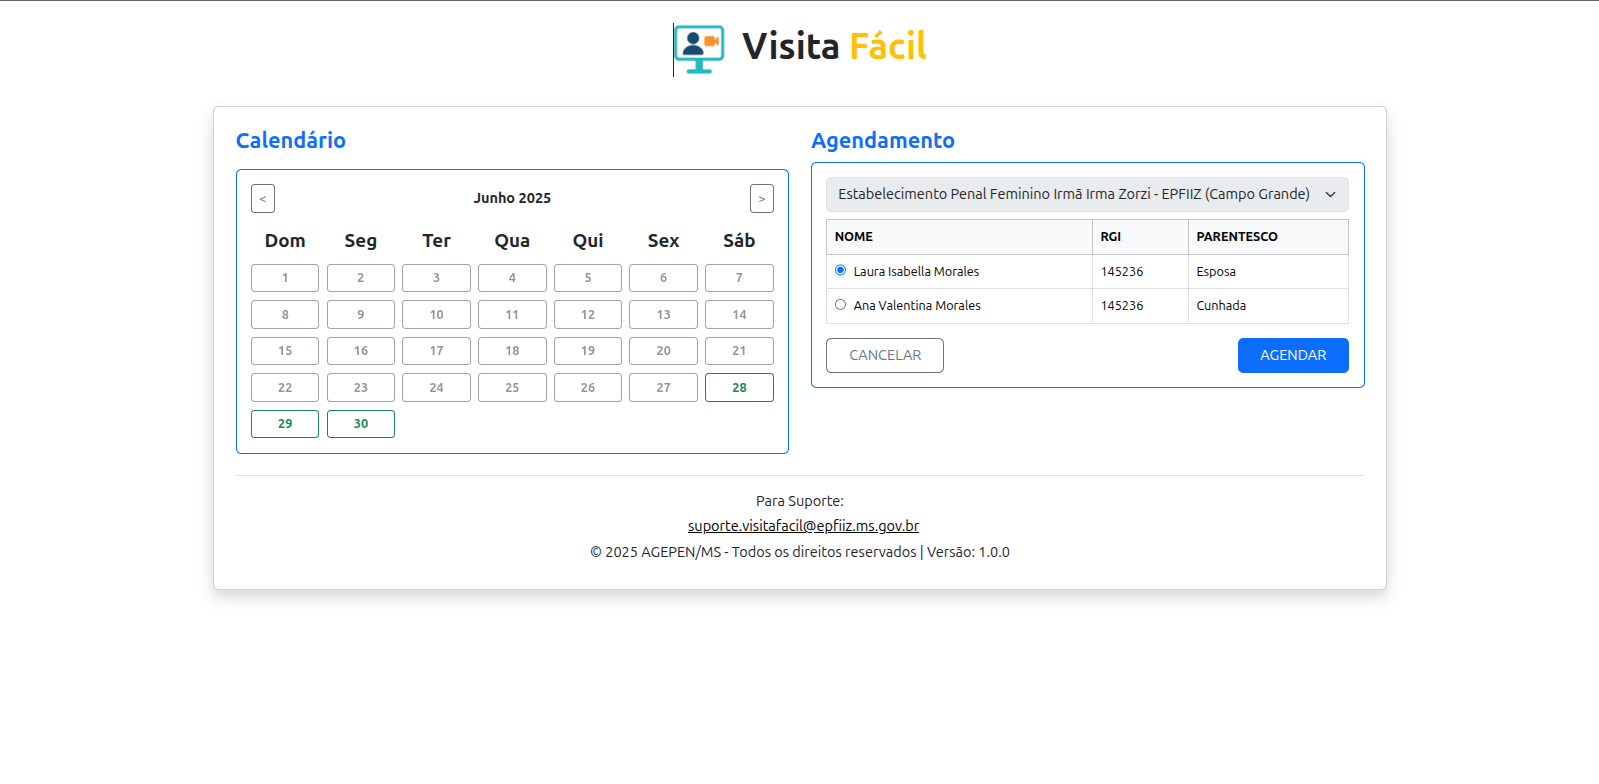 Visita Fácil
Calendário
<
Junho 2025
>
Dom Seg Ter Qua Qui Sex Sáb
1 2 3 4 5 6 7
8 9 10 11 12 13 14
15 16 17 18 19 20 21
22 23 24 25 26 27 28
29 30
Agendamento
Estabelecimento Penal Feminino Irmã Irma Zorzi - EPFIIZ (Campo Grande)
NOME RGI PARENTESCO
Laura Isabella Morales 145236 Esposa
Ana Valentina Morales 145236 Cunhada
CANCELAR AGENDAR
Para Suporte:
suporte.visitafacil@epfiiz.ms.gov.br
© 2025 AGEPEN/MS - Todos os direitos reservados | Versão: 1.0.0